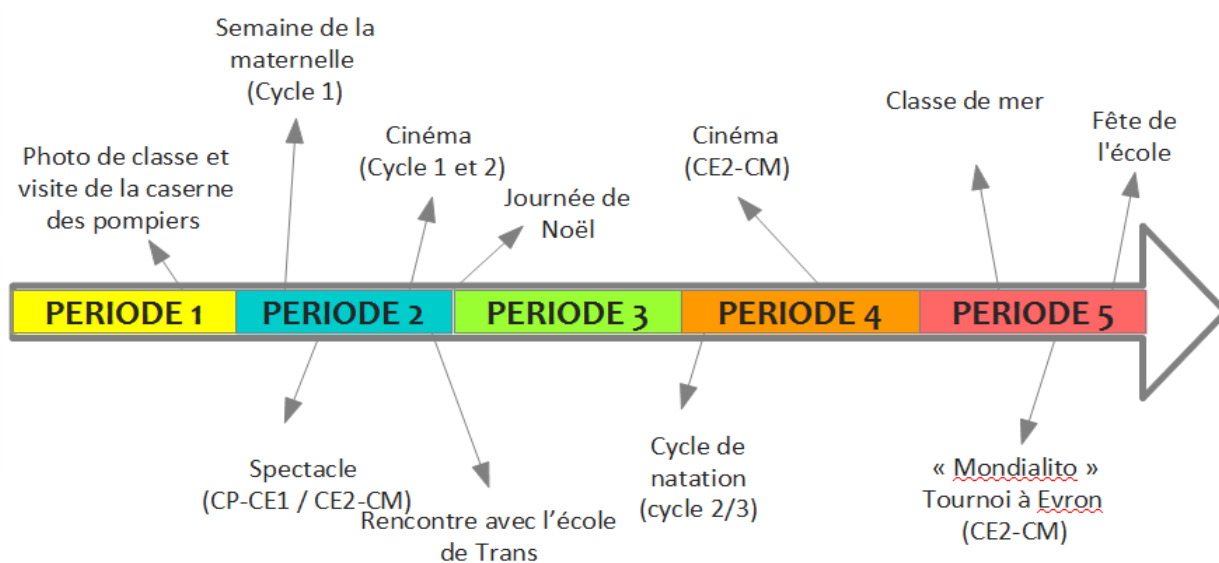 Semaine de la
maternelle
(Cycle 1)
Photo de classe et
visite de la caserne
des pompiers
Cinéma
(Cycle 1 et 2)
Journée de
Noël
Cinéma
(CE2-CM)
Classe de mer
Fête de
l'école
PERIODE 1 PERIODE 2 PERIODE 3 PERIODE 4 PERIODE 5
Spectacle
(CP-CE1 / CE2-CM)
Rencontre avec l’école
de Trans
Cycle de
natation
(cycle 2/3)
« Mondialito »
Tournoi à Evron
(CE2-CM)